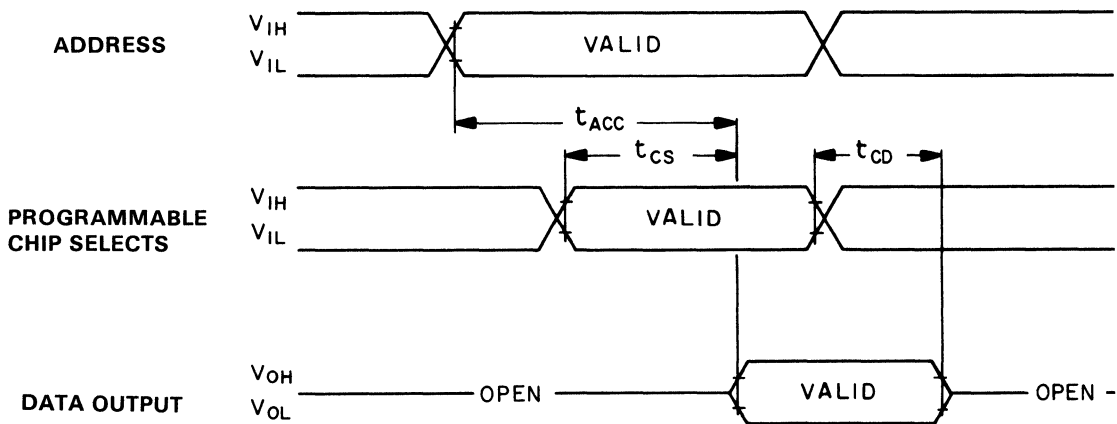 ADDRESS
V_IH
V_IL
VALID
t_ACC
t_CS
t_CD
PROGRAMMABLE
CHIP SELECTS
V_IH
V_IL
VALID
DATA OUTPUT
V_OH
V_OL
OPEN
VALID
OPEN